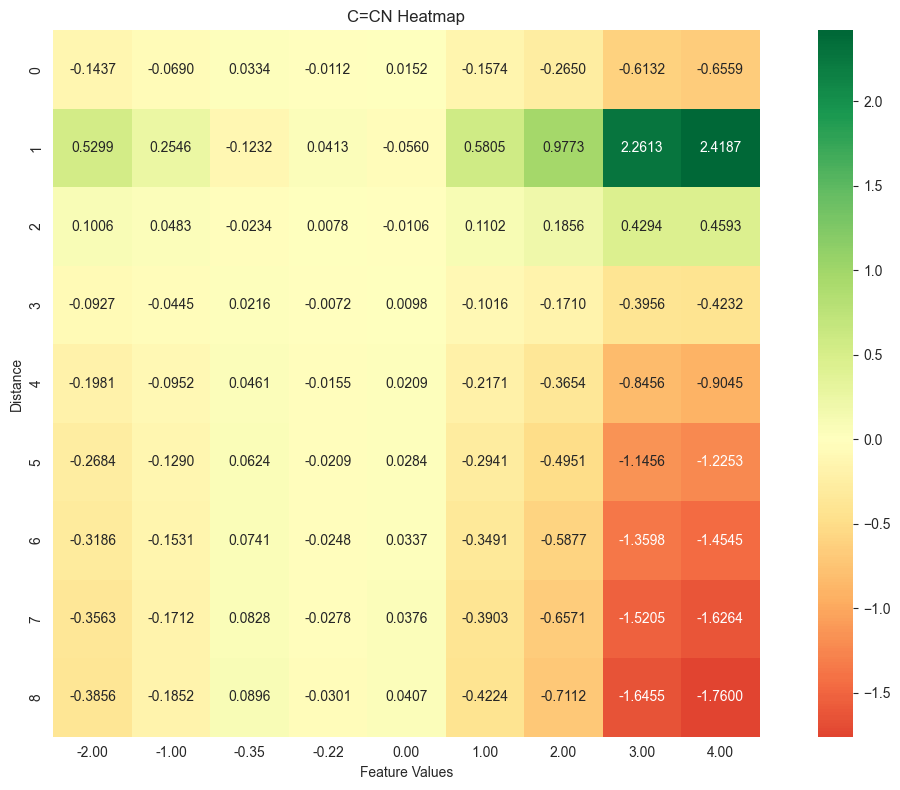 C=CN Heatmap
0 -0.1437 -0.0690 0.0334 -0.0112 0.0152 -0.1574 -0.2650 -0.6132 -0.6559
1 0.5299 0.2546 -0.1232 0.0413 -0.0560 0.5805 0.9773 2.2613 2.4187
2 0.1006 0.0483 -0.0234 0.0078 -0.0106 0.1102 0.1856 0.4294 0.4593
3 -0.0927 -0.0445 0.0216 -0.0072 0.0098 -0.1016 -0.1710 -0.3956 -0.4232
4 -0.1981 -0.0952 0.0461 -0.0155 0.0209 -0.2171 -0.3654 -0.8456 -0.9045
5 -0.2684 -0.1290 0.0624 -0.0209 0.0284 -0.2941 -0.4951 -1.1456 -1.2253
6 -0.3186 -0.1531 0.0741 -0.0248 0.0337 -0.3491 -0.5877 -1.3598 -1.4545
7 -0.3563 -0.1712 0.0828 -0.0278 0.0376 -0.3903 -0.6571 -1.5205 -1.6264
8 -0.3856 -0.1852 0.0896 -0.0301 0.0407 -0.4224 -0.7112 -1.6455 -1.7600
-2.00 -1.00 -0.35 -0.22 0.00 1.00 2.00 3.00 4.00
Feature Values
Distance
2.0
1.5
1.0
0.5
0.0
−0.5
−1.0
−1.5